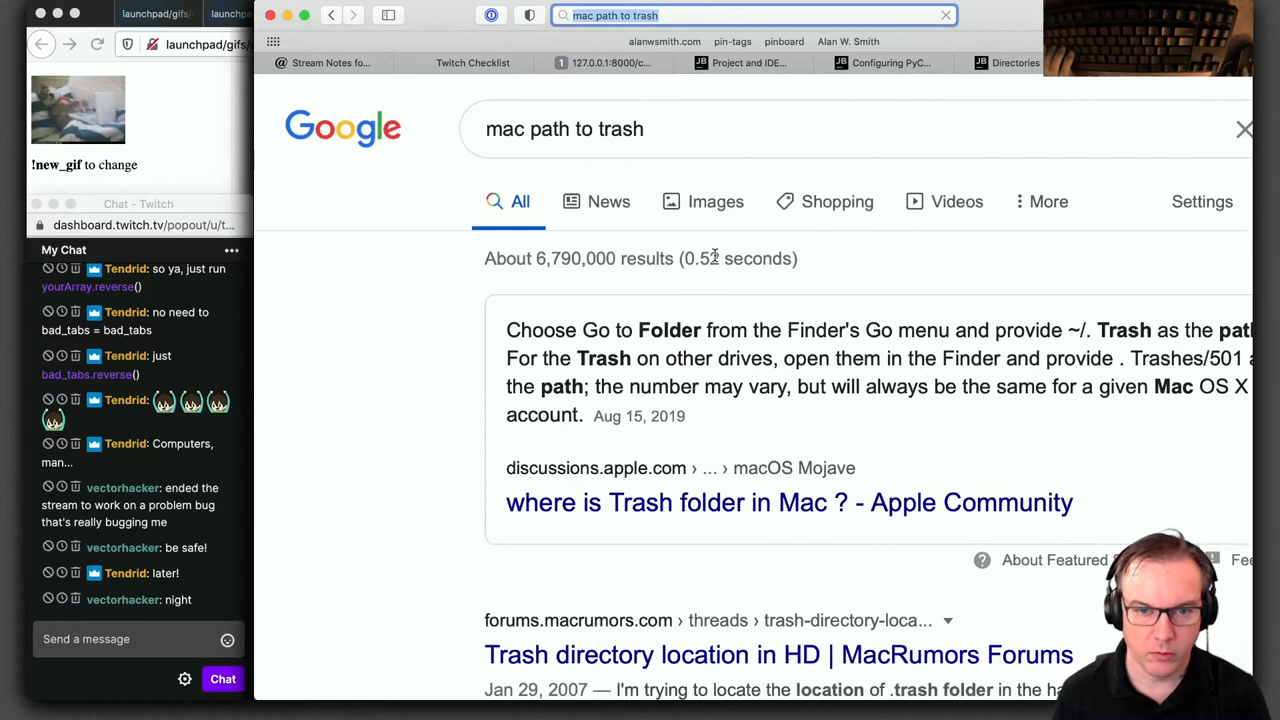 launchpad/gifs/
launchpad/
mac path to trash
launchpad/gifs/
alanwsmith.com
pin-tags
pinboard
Alan W. Smith
@ Stream Notes fo...
Twitch Checklist
1 127.0.0.1:8000/c...
JB Project and IDE...
JB Configuring PyC...
JB Directories
!new_gif to change
Chat - Twitch
dashboard.twitch.tv/popout/u/t...
My Chat
Tendrid: so ya, just run
yourArray.reverse()
Tendrid: no need to
bad_tabs = bad_tabs
Tendrid: just
bad_tabs.reverse()
Tendrid:
Tendrid: Computers,
man...
vectorhacker: ended the
stream to work on a problem bug
that's really bugging me
vectorhacker: be safe!
Tendrid: later!
vectorhacker: night
Send a message
Chat
Google
mac path to trash
All
News
Images
Shopping
Videos
More
Settings
About 6,790,000 results (0.52 seconds)
Choose Go to Folder from the Finder's Go menu and provide ~/. Trash as the path
For the Trash on other drives, open them in the Finder and provide . Trashes/501 a
the path; the number may vary, but will always be the same for a given Mac OS X
account. Aug 15, 2019
discussions.apple.com › ... › macOS Mojave
where is Trash folder in Mac ? - Apple Community
About Featured S
Fee
forums.macrumors.com › threads › trash-directory-loca...
Trash directory location in HD | MacRumors Forums
Jan 29, 2007 — I'm trying to locate the location of .trash folder in the ha